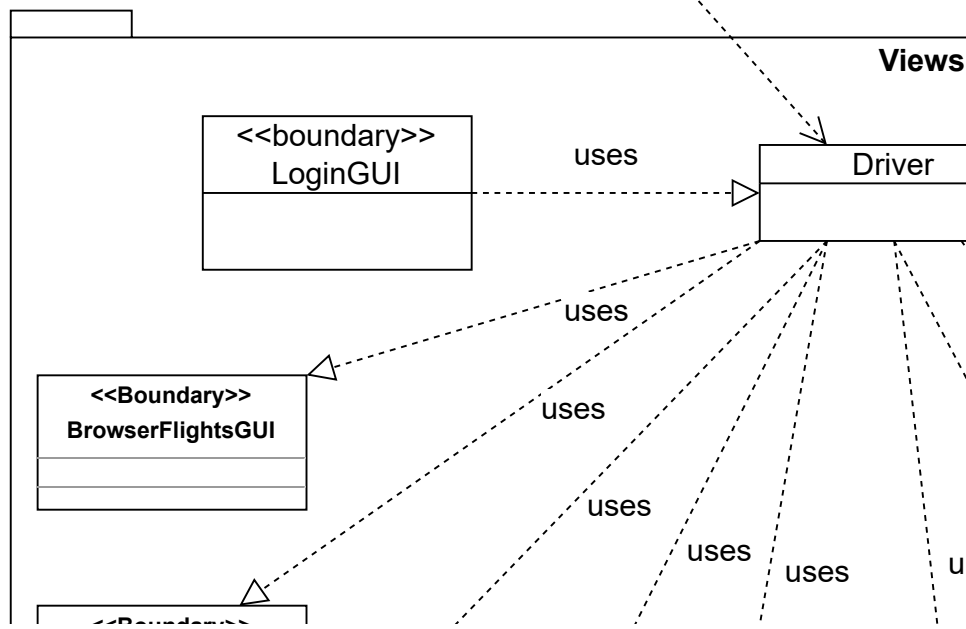 Views
<<boundary>>
LoginGUI
uses
Driver
uses
<<Boundary>>
BrowserFlightsGUI
uses
uses
uses
uses
<<Boundary>>